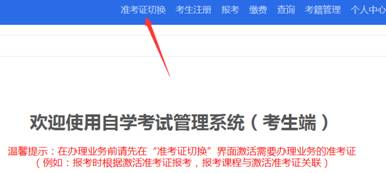 准考证切换 考生注册 报考 缴费 查询 考籍管理 个人中心
欢迎使用自学考试管理系统（考生端）
温馨提示：在办理业务前请先在“准考证切换”界面激活需要办理业务的准考证
（例如：报考时根据激活准考证报考，报考课程与激活准考证关联）